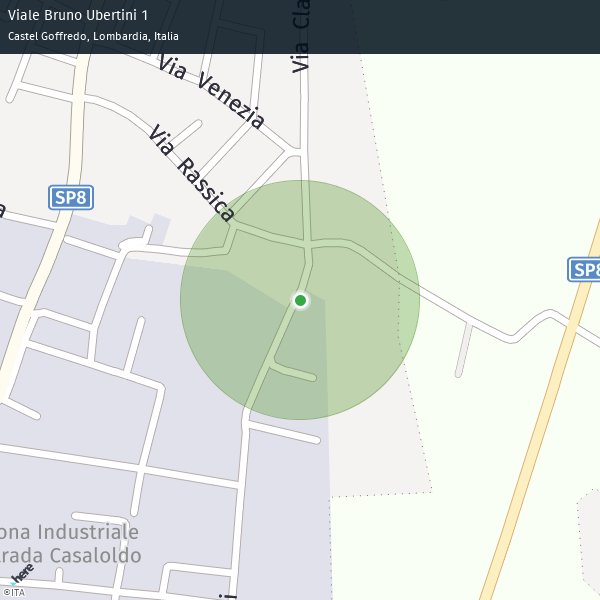 Viale Bruno Ubertini 1
Castel Goffredo, Lombardia, Italia
Via Cla
Via Venezia
Via Rassica
SP8
a
SP8
ona Industriale
rada Casaloldo
here
i
©ITA